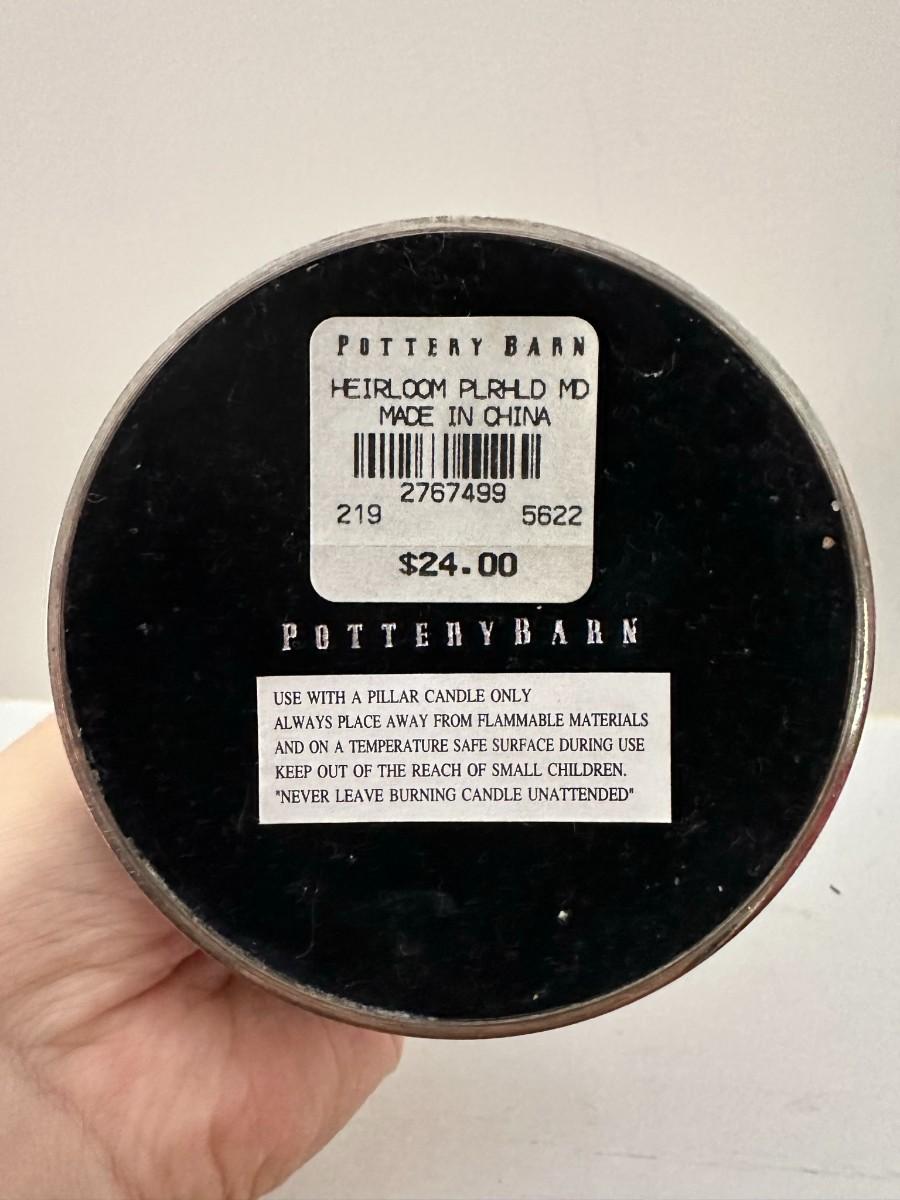 POTTERY BARN
HEIRLOOM PLRHLD MD
MADE IN CHINA
2767499
219 5622
$24.00
POTTERYBARN
USE WITH A PILLAR CANDLE ONLY
ALWAYS PLACE AWAY FROM FLAMMABLE MATERIALS
AND ON A TEMPERATURE SAFE SURFACE DURING USE
KEEP OUT OF THE REACH OF SMALL CHILDREN.
"NEVER LEAVE BURNING CANDLE UNATTENDED"